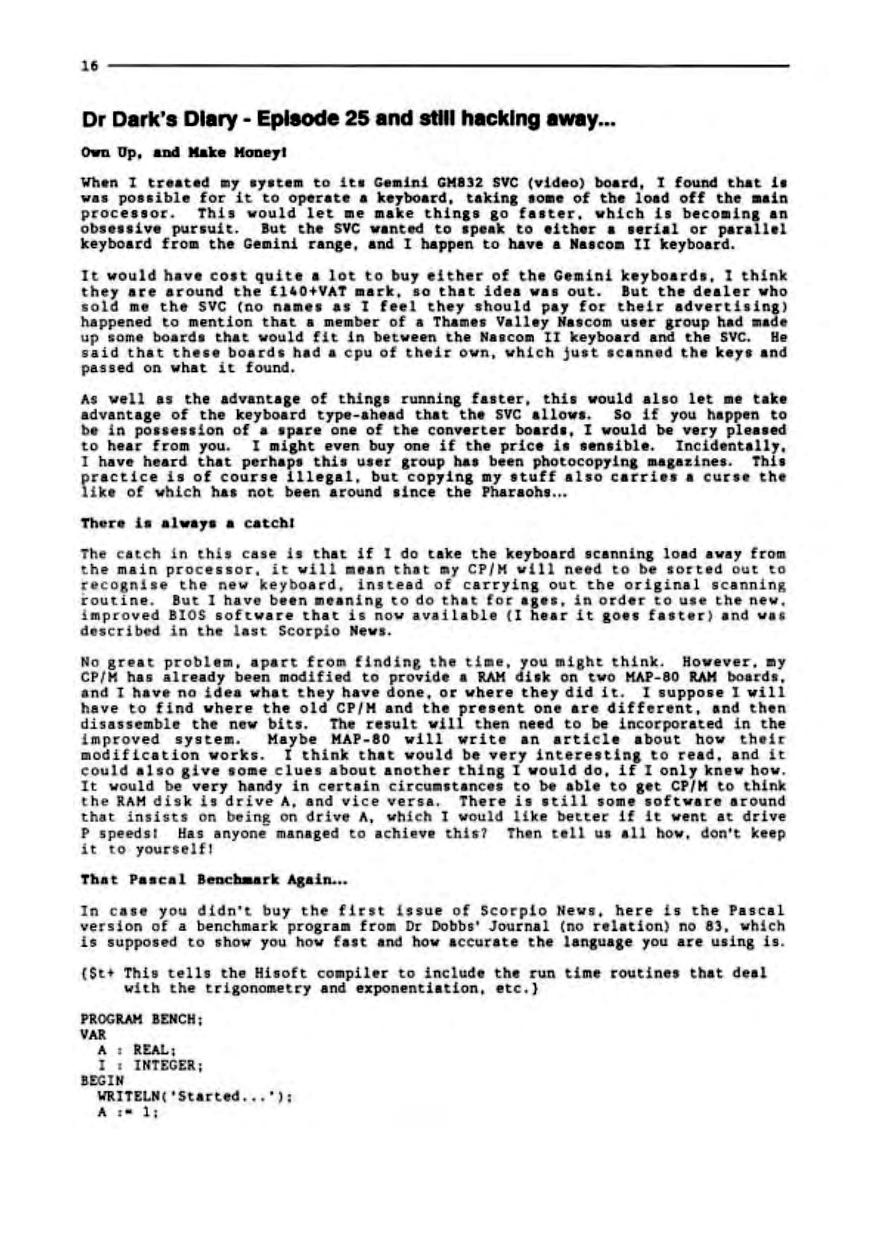 16
Dr Dark's Diary - Episode 25 and still hacking away...
Own Up, and Make Money!
When I treated my system to its Gemini GM832 SVC (video) board, I found that is
was possible for it to operate a keyboard, taking some of the load off the main
processor. This would let me make things go faster, which is becoming an
obsessive pursuit. But the SVC wanted to speak to either a serial or parallel
keyboard from the Gemini range, and I happen to have a Nascom II keyboard.
It would have cost quite a lot to buy either of the Gemini keyboards, I think
they are around the £140+VAT mark, so that idea was out. But the dealer who
sold me the SVC (no names as I feel they should pay for their advertising)
happened to mention that a member of a Thames Valley Nascom user group had made
up some boards that would fit in between the Nascom II keyboard and the SVC. He
said that these boards had a cpu of their own, which just scanned the keys and
passed on what it found.
As well as the advantage of things running faster, this would also let me take
advantage of the keyboard type-ahead that the SVC allows. So if you happen to
be in possession of a spare one of the converter boards, I would be very pleased
to hear from you. I might even buy one if the price is sensible. Incidentally,
I have heard that perhaps this user group has been photocopying magazines. This
practice is of course illegal, but copying my stuff also carries a curse the
like of which has not been around since the Pharaohs...
There is always a catch!
The catch in this case is that if I do take the keyboard scanning load away from
the main processor, it will mean that my CP/M will need to be sorted out to
recognise the new keyboard, instead of carrying out the original scanning
routine. But I have been meaning to do that for ages, in order to use the new,
improved BIOS software that is now available (I hear it goes faster) and was
described in the last Scorpio News.
No great problem, apart from finding the time, you might think. However, my
CP/M has already been modified to provide a RAM disk on two MAP-80 RAM boards,
and I have no idea what they have done, or where they did it. I suppose I will
have to find where the old CP/M and the present one are different, and then
disassemble the new bits. The result will then need to be incorporated in the
improved system. Maybe MAP-80 will write an article about how their
modification works. I think that would be very interesting to read, and it
could also give some clues about another thing I would do, if I only knew how.
It would be very handy in certain circumstances to be able to get CP/M to think
the RAM disk is drive A, and vice versa. There is still some software around
that insists on being on drive A, which I would like better if it went at drive
P speeds! Has anyone managed to achieve this? Then tell us all how, don't keep
it to yourself!
That Pascal Benchmark Again...
In case you didn't buy the first issue of Scorpio News, here is the Pascal
version of a benchmark program from Dr Dobbs' Journal (no relation) no 83, which
is supposed to show you how fast and how accurate the language you are using is.
{$t+ This tells the Hisoft compiler to include the run time routines that deal
with the trigonometry and exponentiation, etc.}
PROGRAM BENCH;
VAR
A : REAL;
I : INTEGER;
BEGIN
WRITELN('Started...');
A := 1;